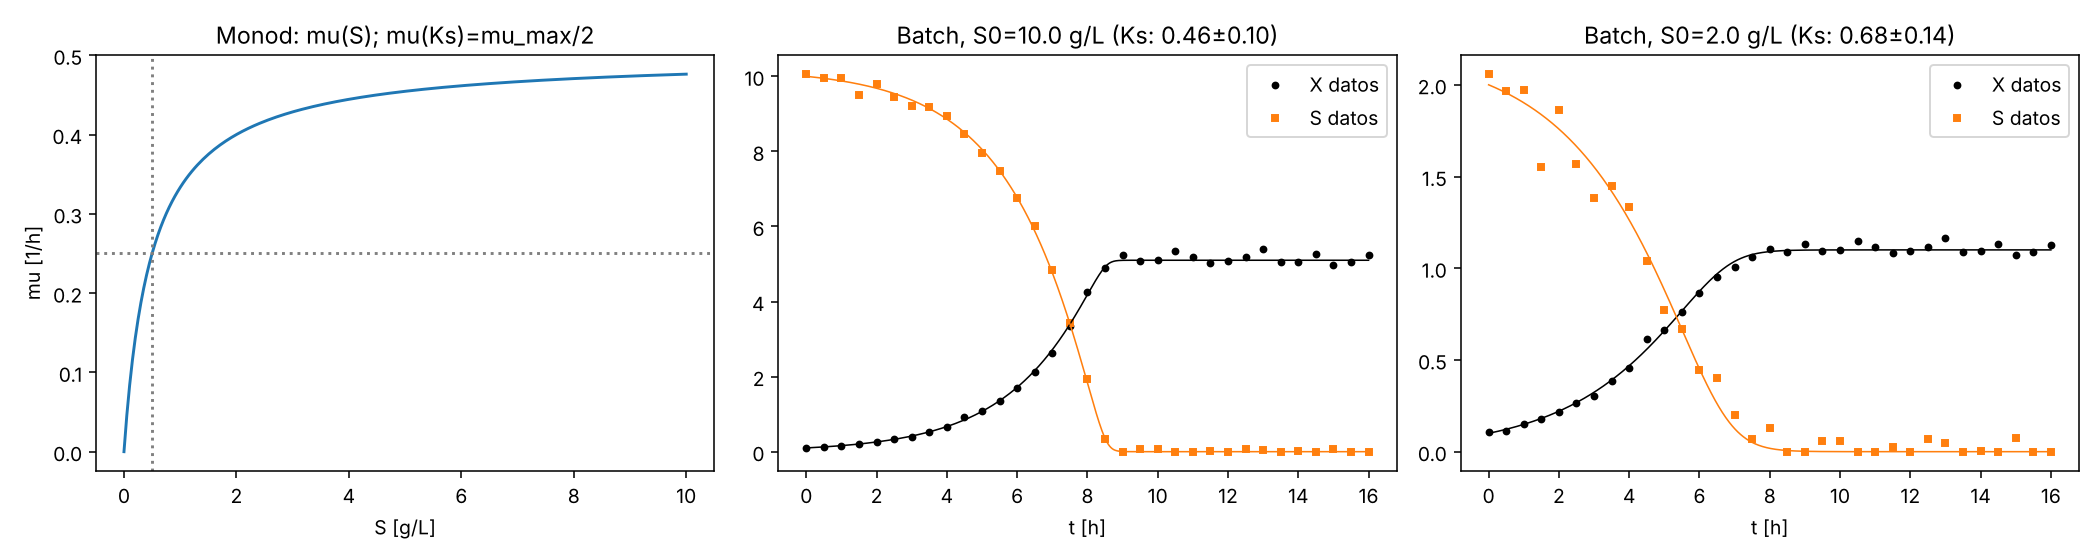 Monod: mu(S); mu(Ks)=mu_max/2
mu [1/h]
0.5
0.4
0.3
0.2
0.1
0.0
0 2 4 6 8 10
S [g/L]
Batch, S0=10.0 g/L (Ks: 0.46±0.10)
X datos
S datos
10
8
6
4
2
0
0 2 4 6 8 10 12 14 16
t [h]
Batch, S0=2.0 g/L (Ks: 0.68±0.14)
X datos
S datos
2.0
1.5
1.0
0.5
0.0
0 2 4 6 8 10 12 14 16
t [h]